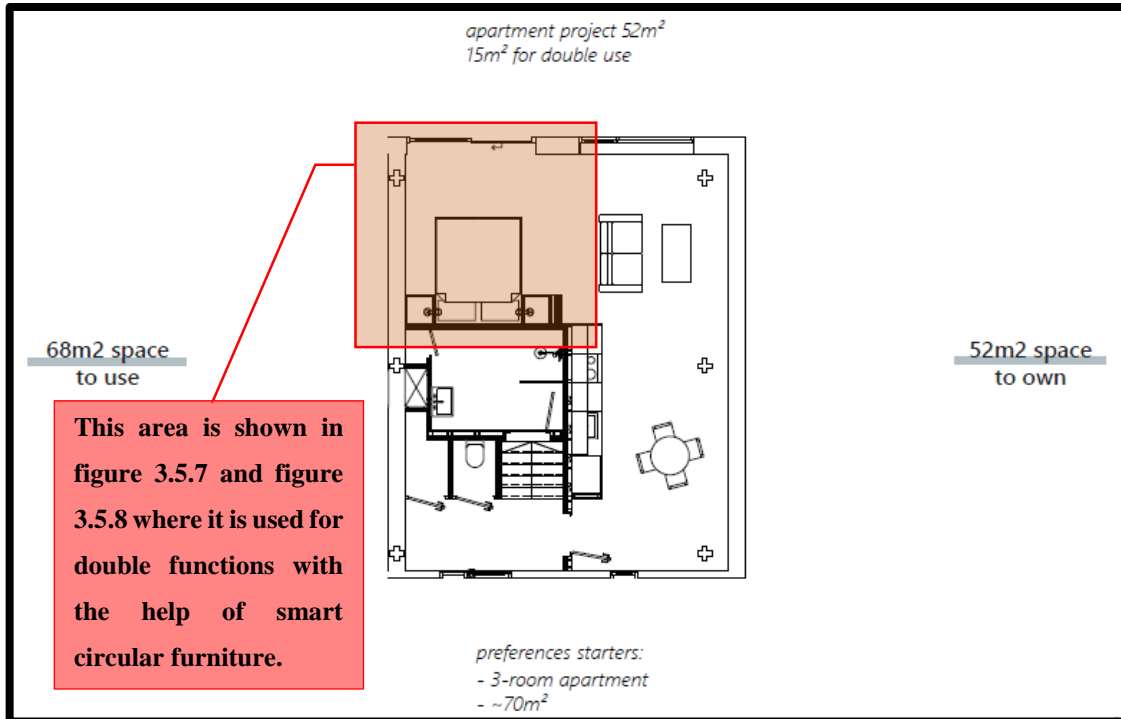 apartment project 52m²
15m² for double use
68m2 space
to use
52m2 space
to own
This area is shown in
figure 3.5.7 and figure
3.5.8 where it is used for
double functions with
the help of smart
circular furniture.
preferences starters:
- 3-room apartment
- ~70m²